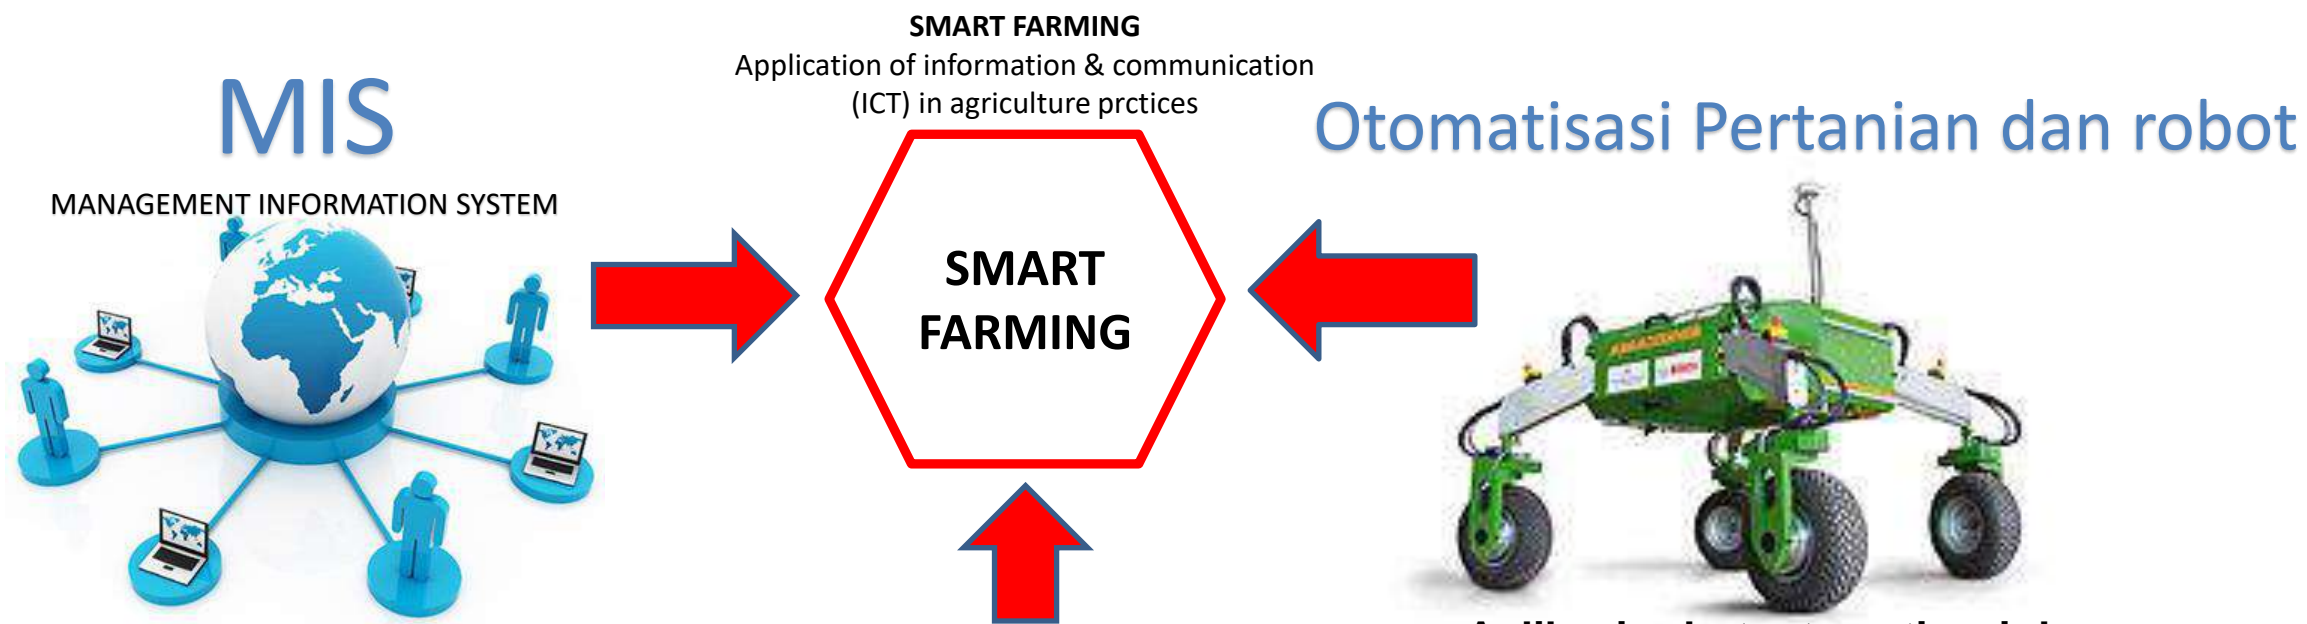 SMART FARMING
Application of information & communication
(ICT) in agriculture prctices
MIS
MANAGEMENT INFORMATION SYSTEM
Otomatisasi Pertanian dan robot
SMART
FARMING
AMAZONE